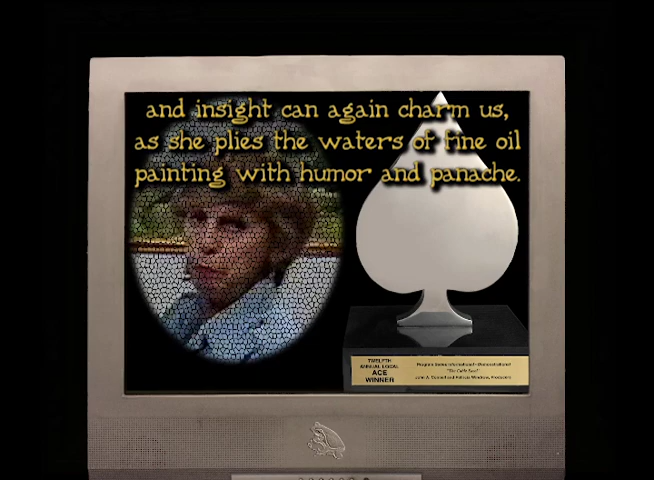 and insight can again charm us,
as she plies the waters of fine oil
painting with humor and panache.
TWELFTH
ANNUAL LOCAL
ACE
WINNER